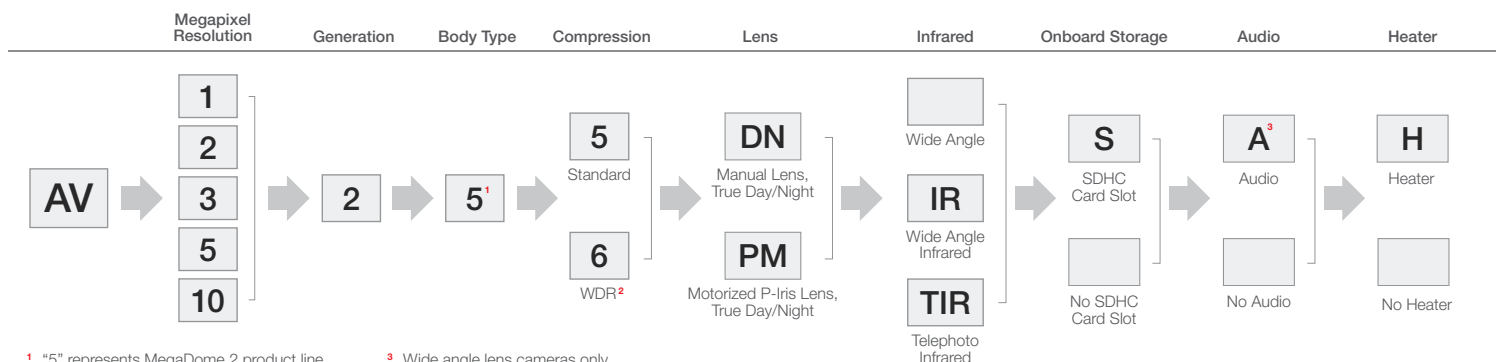 Megapixel
Resolution
Generation
Body Type
Compression
Lens
Infrared
Onboard Storage
Audio
Heater
AV
1
2
3
5
10
2
5¹
5
Standard
6
WDR²
DN
Manual Lens,
True Day/Night
PM
Motorized P-Iris Lens,
True Day/Night
Wide Angle
IR
Wide Angle
Infrared
TIR
Telephoto
Infrared
S
SDHC
Card Slot
No SDHC
Card Slot
A³
Audio
No Audio
H
Heater
No Heater
¹ "5" represents MegaDome 2 product line
³ Wide angle lens cameras only